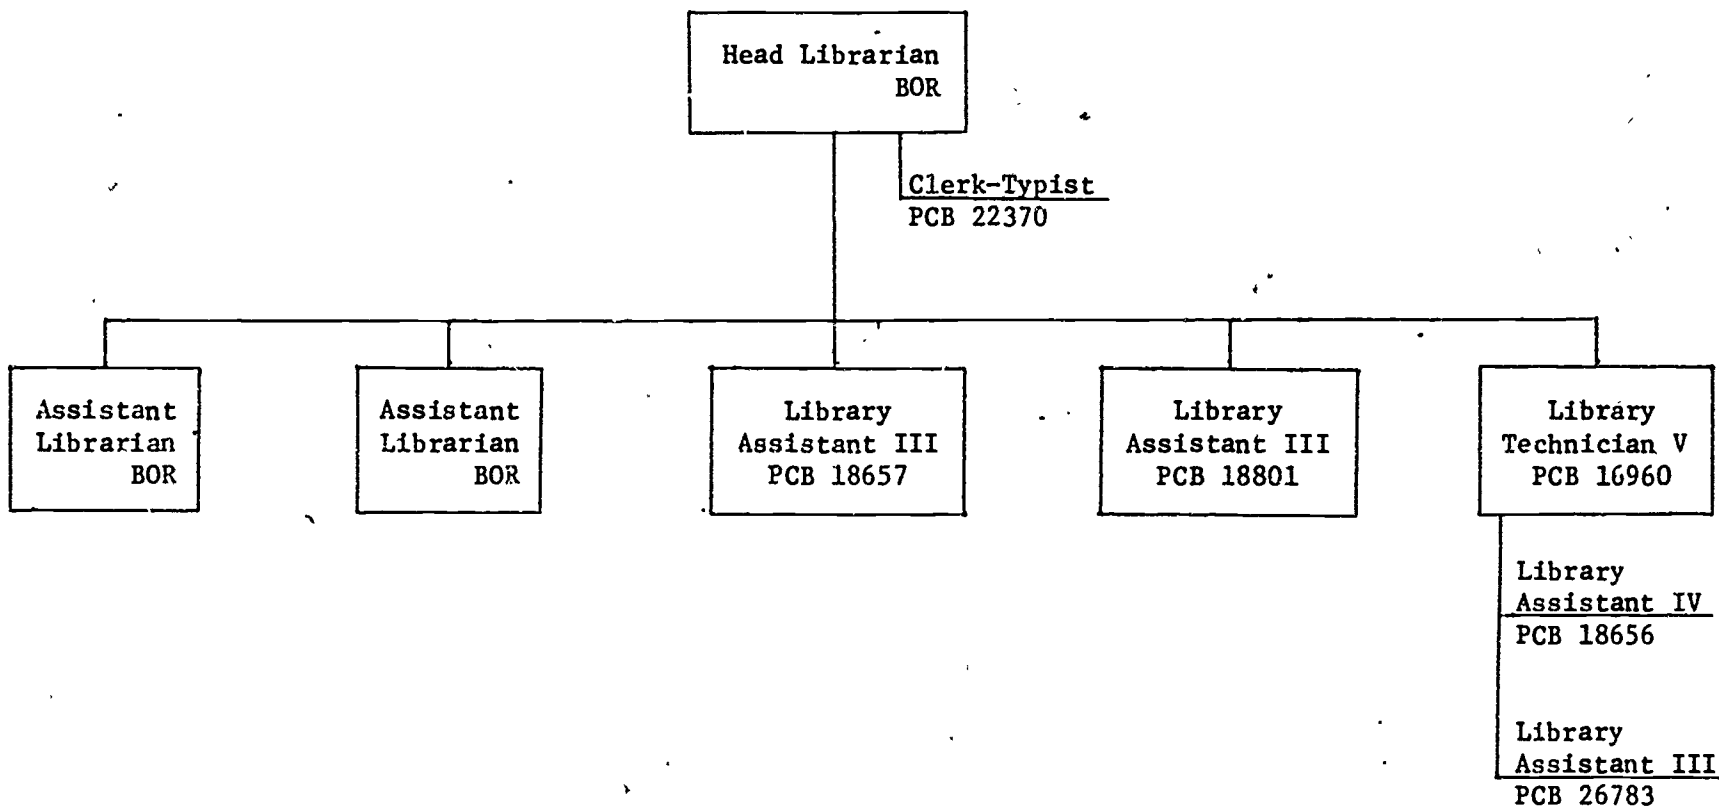 Head Librarian
BOR
Clerk-Typist
PCB 22370
Assistant
Librarian
BOR
Assistant
Librarian
BOR
Library
Assistant III
PCB 18657
Library
Assistant III
PCB 18801
Library
Technician V
PCB 16960
Library
Assistant IV
PCB 18656
Library
Assistant III
PCB 26783